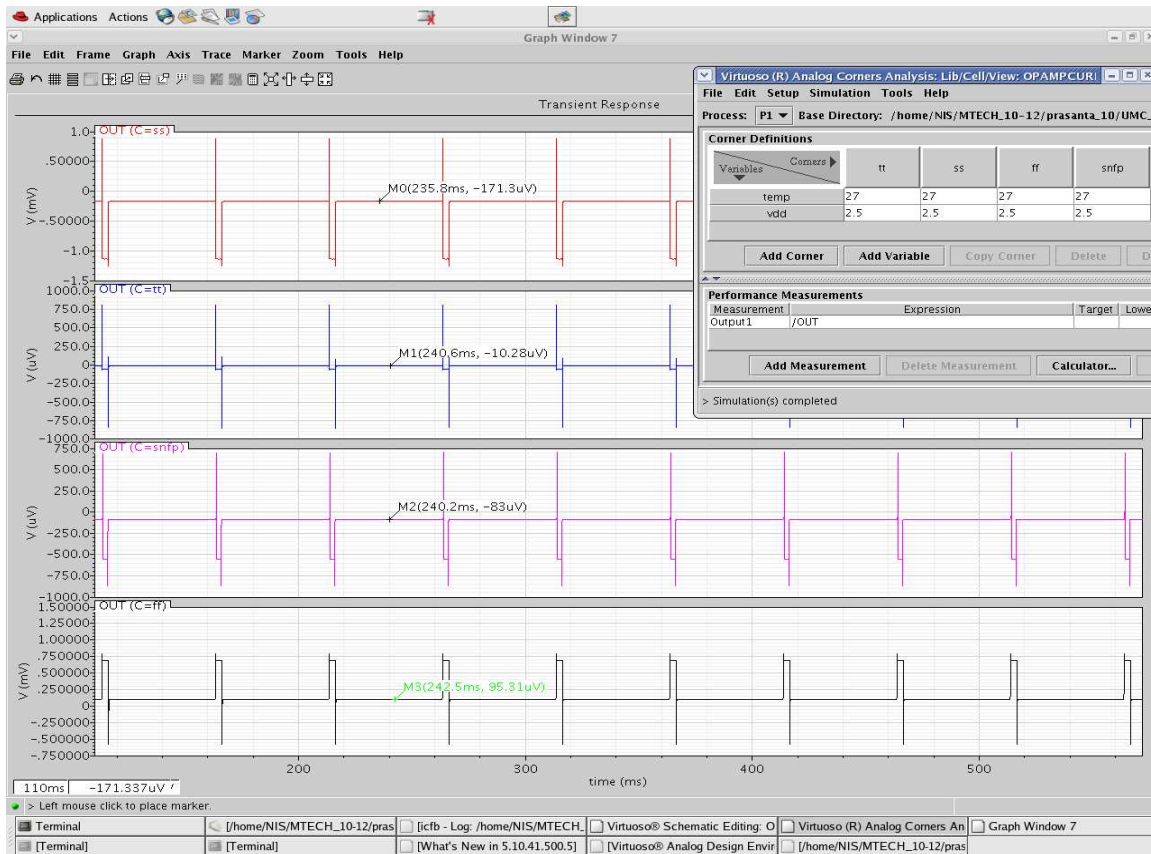 Applications Actions
Graph Window 7
File Edit Frame Graph Axis Trace Marker Zoom Tools Help
Transient Response
OUT (C=ss)
1.0
.50000
0
-.50000
-1.0
-1.5
V (mV)
M0(235.8ms, -171.3uV)
OUT (C=tt)
1000.0
750.0
500.0
250.0
0
-250.0
-500.0
-750.0
-1000.0
V (uV)
M1(240.6ms, -10.28uV)
OUT (C=snfp)
750.0
500.0
250.0
0
-250.0
-500.0
-750.0
-1000.0
V (uV)
M2(240.2ms, -83uV)
OUT (C=ff)
1.50000
1.25000
1.00000
.750000
.500000
.250000
0
-.250000
-.500000
-.750000
V (mV)
M3(242.5ms, 95.31uV)
200 300 400 500
time (ms)
110ms -171.337uV
> Left mouse click to place marker.
Virtuoso (R) Analog Corners Analysis: Lib/Cell/View: OPAMPCURI
File Edit Setup Simulation Tools Help
Process: P1 Base Directory: /home/NIS/MTECH_10-12/prasanta_10/UMC_
Corner Definitions
Variables Corners tt ss ff snfp
temp 27 27 27 27
vdd 2.5 2.5 2.5 2.5
Add Corner Add Variable Copy Corner Delete D
Performance Measurements
Measurement Expression Target Lowe
Output1 /OUT
Add Measurement Delete Measurement Calculator...
> Simulation(s) completed
Terminal [/home/NIS/MTECH_10-12/pras [icfb - Log: /home/NIS/MTECH_ Virtuoso® Schematic Editing: O Virtuoso (R) Analog Corners An Graph Window 7
[Terminal] [Terminal] [What's New in 5.10.41.500.5] [Virtuoso® Analog Design Envir [/home/NIS/MTECH_10-12/pras